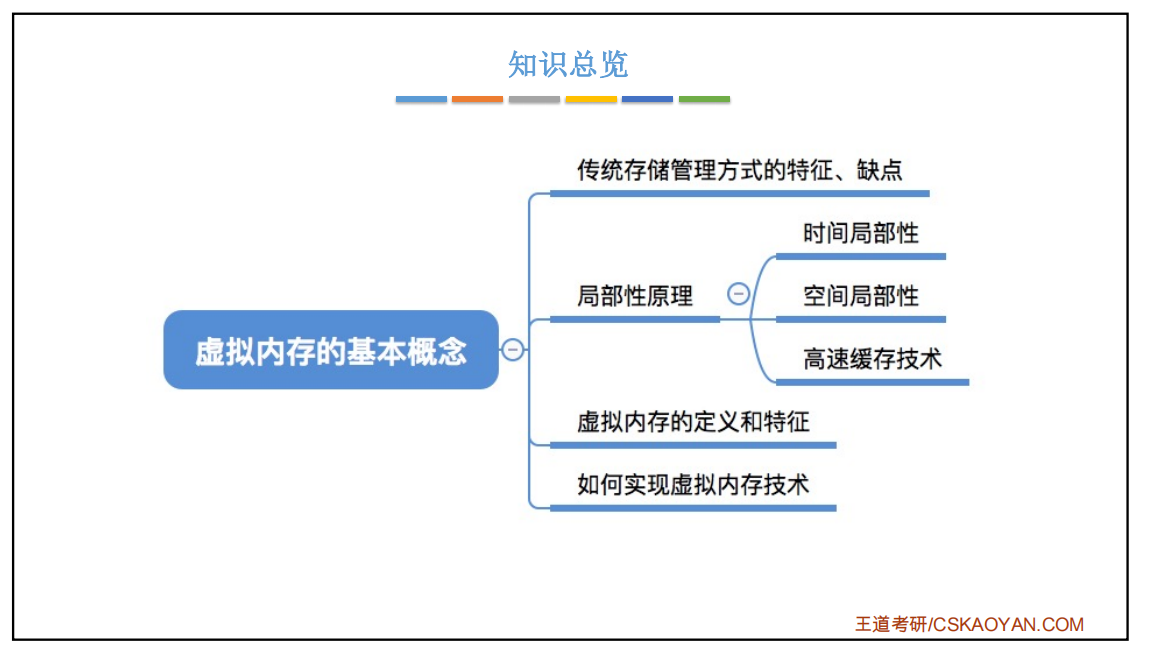 知识总览
传统存储管理方式的特征、缺点
时间局部性
局部性原理
空间局部性
高速缓存技术
虚拟内存的基本概念
虚拟内存的定义和特征
如何实现虚拟内存技术
王道考研/CSKAOYAN.COM